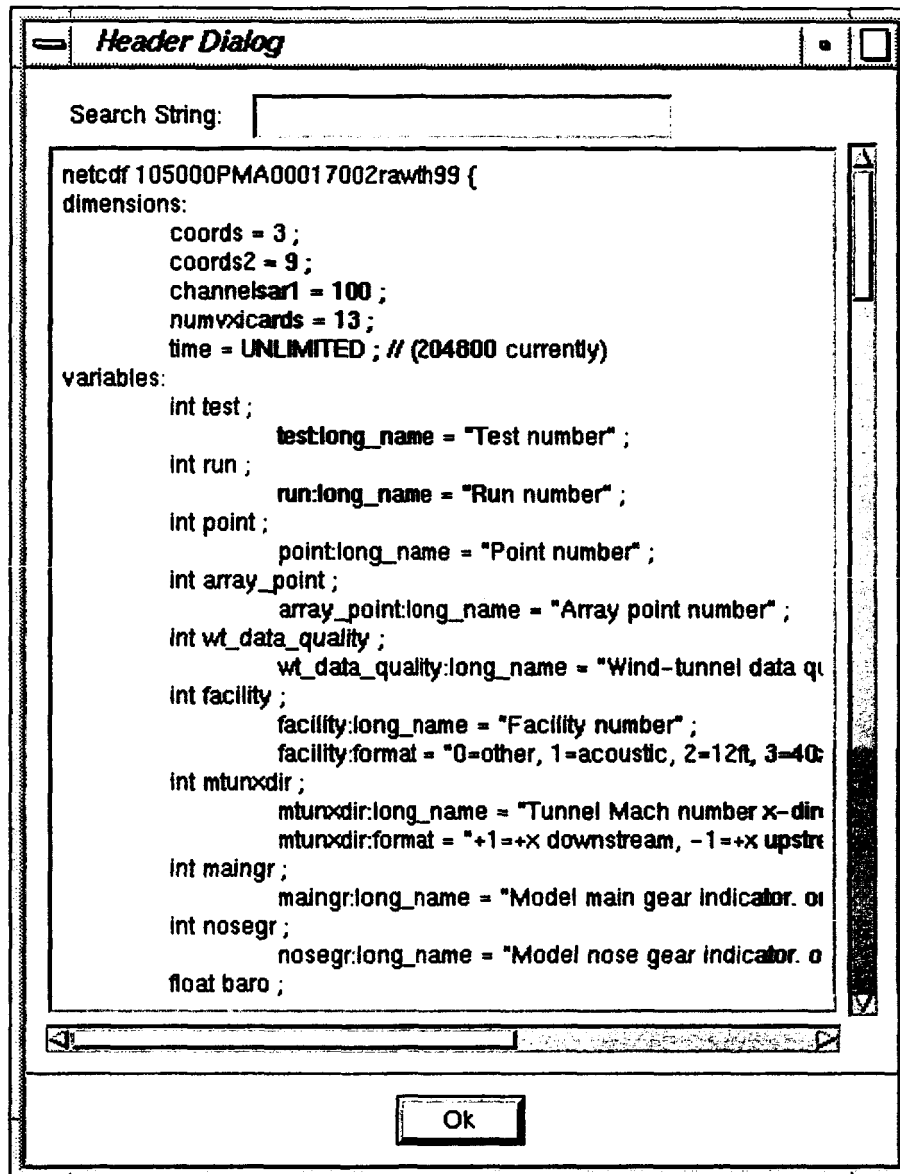 Header Dialog
Search String:
netcdf 105000PMA00017002rawth99 {
dimensions:
coords = 3 ;
coords2 = 9 ;
channelsar1 = 100 ;
numvxicards = 13 ;
time = UNLIMITED ; // (204800 currently)
variables:
int test ;
test:long_name = "Test number" ;
int run ;
run:long_name = "Run number" ;
int point ;
point:long_name = "Point number" ;
int array_point ;
array_point:long_name = "Array point number" ;
int wt_data_quality ;
wt_data_quality:long_name = "Wind-tunnel data qu
int facility ;
facility:long_name = "Facility number" ;
facility:format = "0=other, 1=acoustic, 2=12ft, 3=40
int mtunxdir ;
mtunxdir:long_name = "Tunnel Mach number x-dir
mtunxdir:format = "+1=+x downstream, -1=+x upstre
int maingr ;
maingr:long_name = "Model main gear indicator. o
int nosegr ;
nosegr:long_name = "Model nose gear indicator. o
float baro ;
Ok